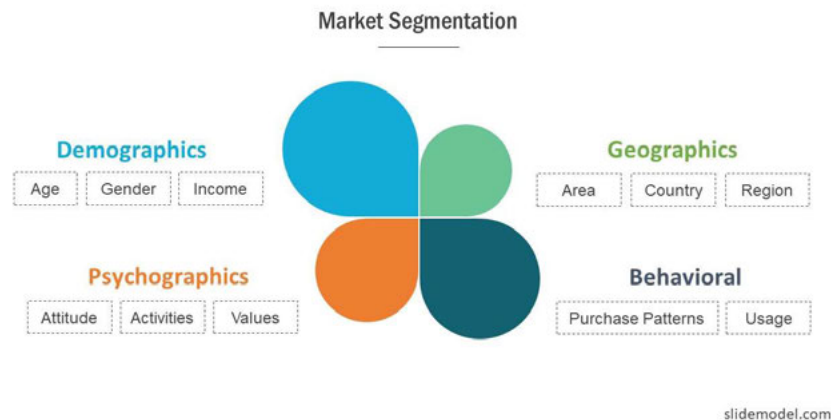 Market Segmentation
Demographics
Age Gender Income
Geographics
Area Country Region
Psychographics
Attitude Activities Values
Behavioral
Purchase Patterns Usage
slidemodel.com